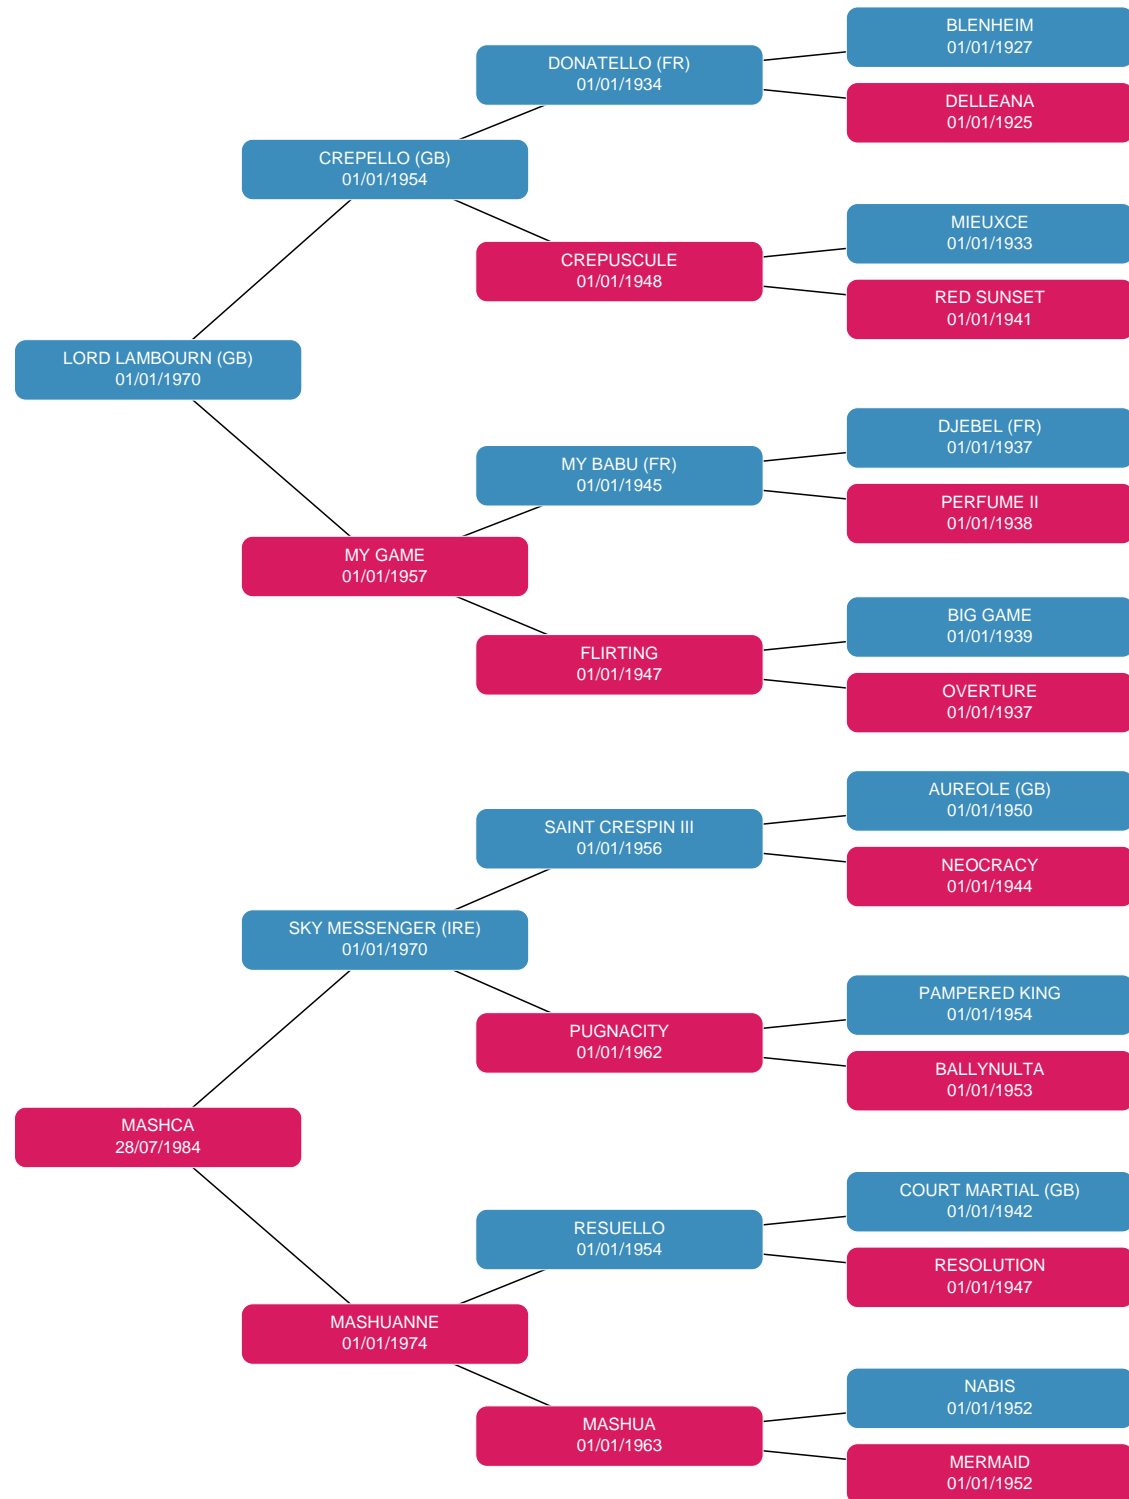 BLENHEIM
01/01/1927
DONATELLO (FR)
01/01/1934
DELLEANA
01/01/1925
CREPELLO (GB)
01/01/1954
MIEUXCE
01/01/1933
CREPUSCULE
01/01/1948
RED SUNSET
01/01/1941
LORD LAMBOURN (GB)
01/01/1970
DJEBEL (FR)
01/01/1937
MY BABU (FR)
01/01/1945
PERFUME II
01/01/1938
MY GAME
01/01/1957
BIG GAME
01/01/1939
FLIRTING
01/01/1947
OVERTURE
01/01/1937
AUREOLE (GB)
01/01/1950
SAINT CRESPIN III
01/01/1956
NEOCRACY
01/01/1944
SKY MESSENGER (IRE)
01/01/1970
PAMPERED KING
01/01/1954
PUGNACITY
01/01/1962
BALLYNULTA
01/01/1953
MASHCA
28/07/1984
COURT MARTIAL (GB)
01/01/1942
RESUELLO
01/01/1954
RESOLUTION
01/01/1947
MASHUANNE
01/01/1974
NABIS
01/01/1952
MASHUA
01/01/1963
MERMAID
01/01/1952